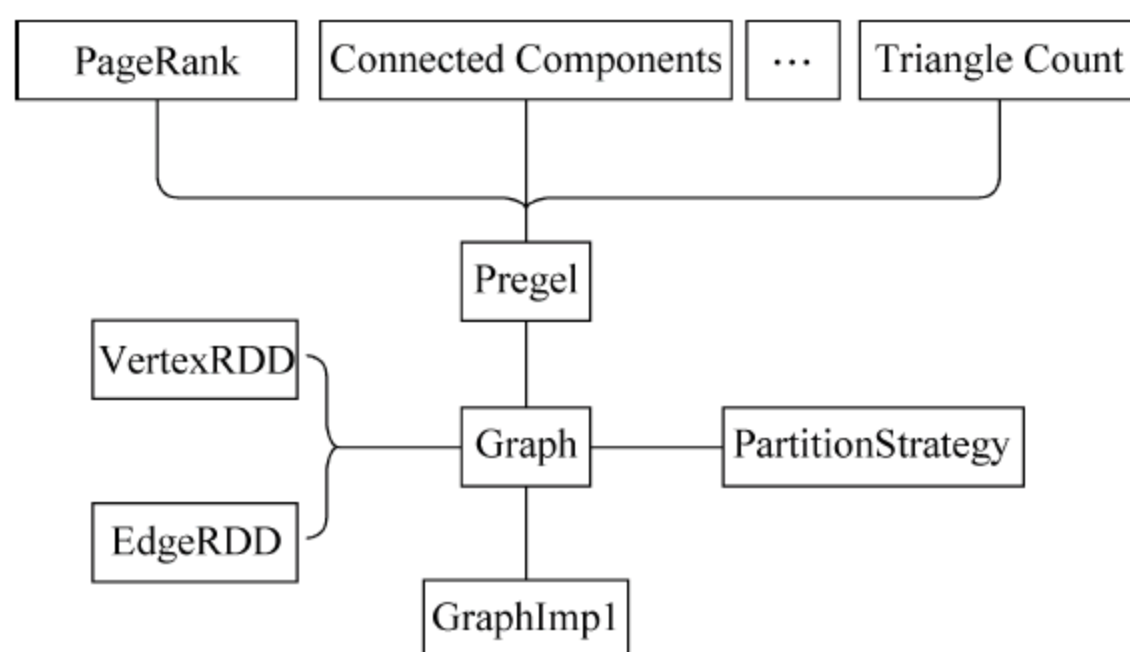 PageRank
Connected Components
...
Triangle Count
Pregel
VertexRDD
Graph
PartitionStrategy
EdgeRDD
GraphImp1